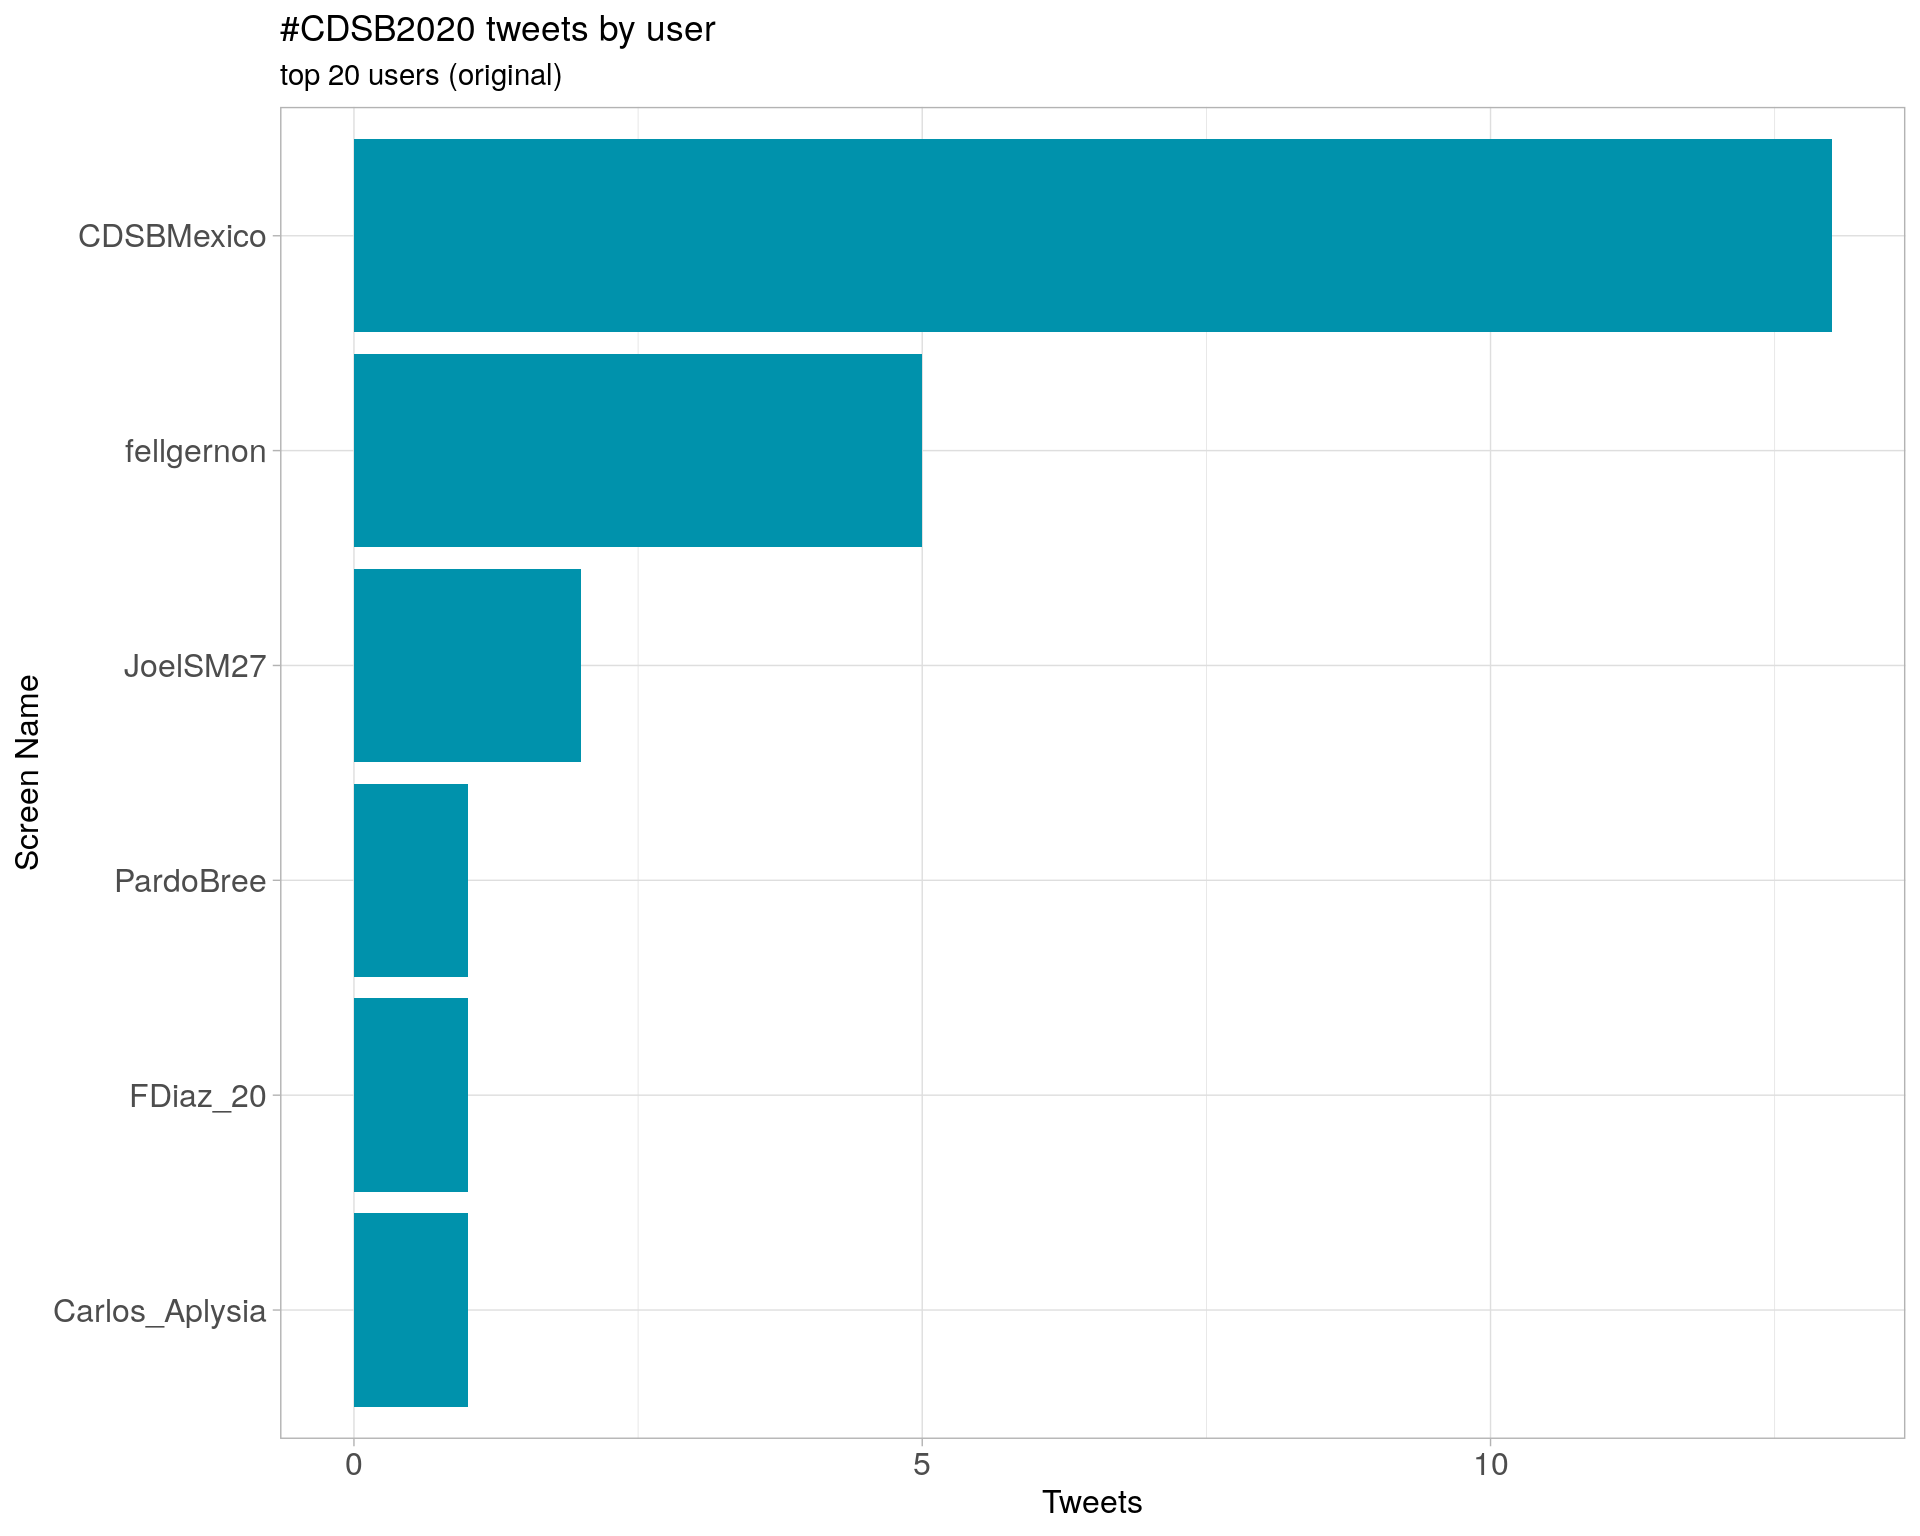 #CDSB2020 tweets by user
top 20 users (original)
Screen Name
CDSBMexico
fellgernon
JoelSM27
PardoBree
FDiaz_20
Carlos_Aplysia
0 5 10
Tweets